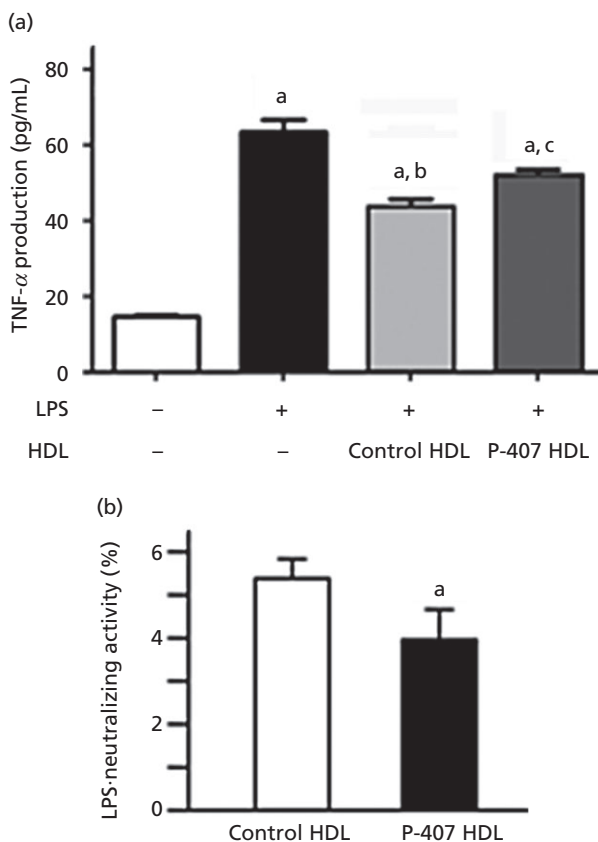 (a)
TNF-α production (pg/mL)
80
60
40
20
0
a
a, b
a, c
LPS – + + +
HDL – – Control HDL P-407 HDL
(b)
LPS-neutralizing activity (%)
6
4
2
0
a
Control HDL P-407 HDL